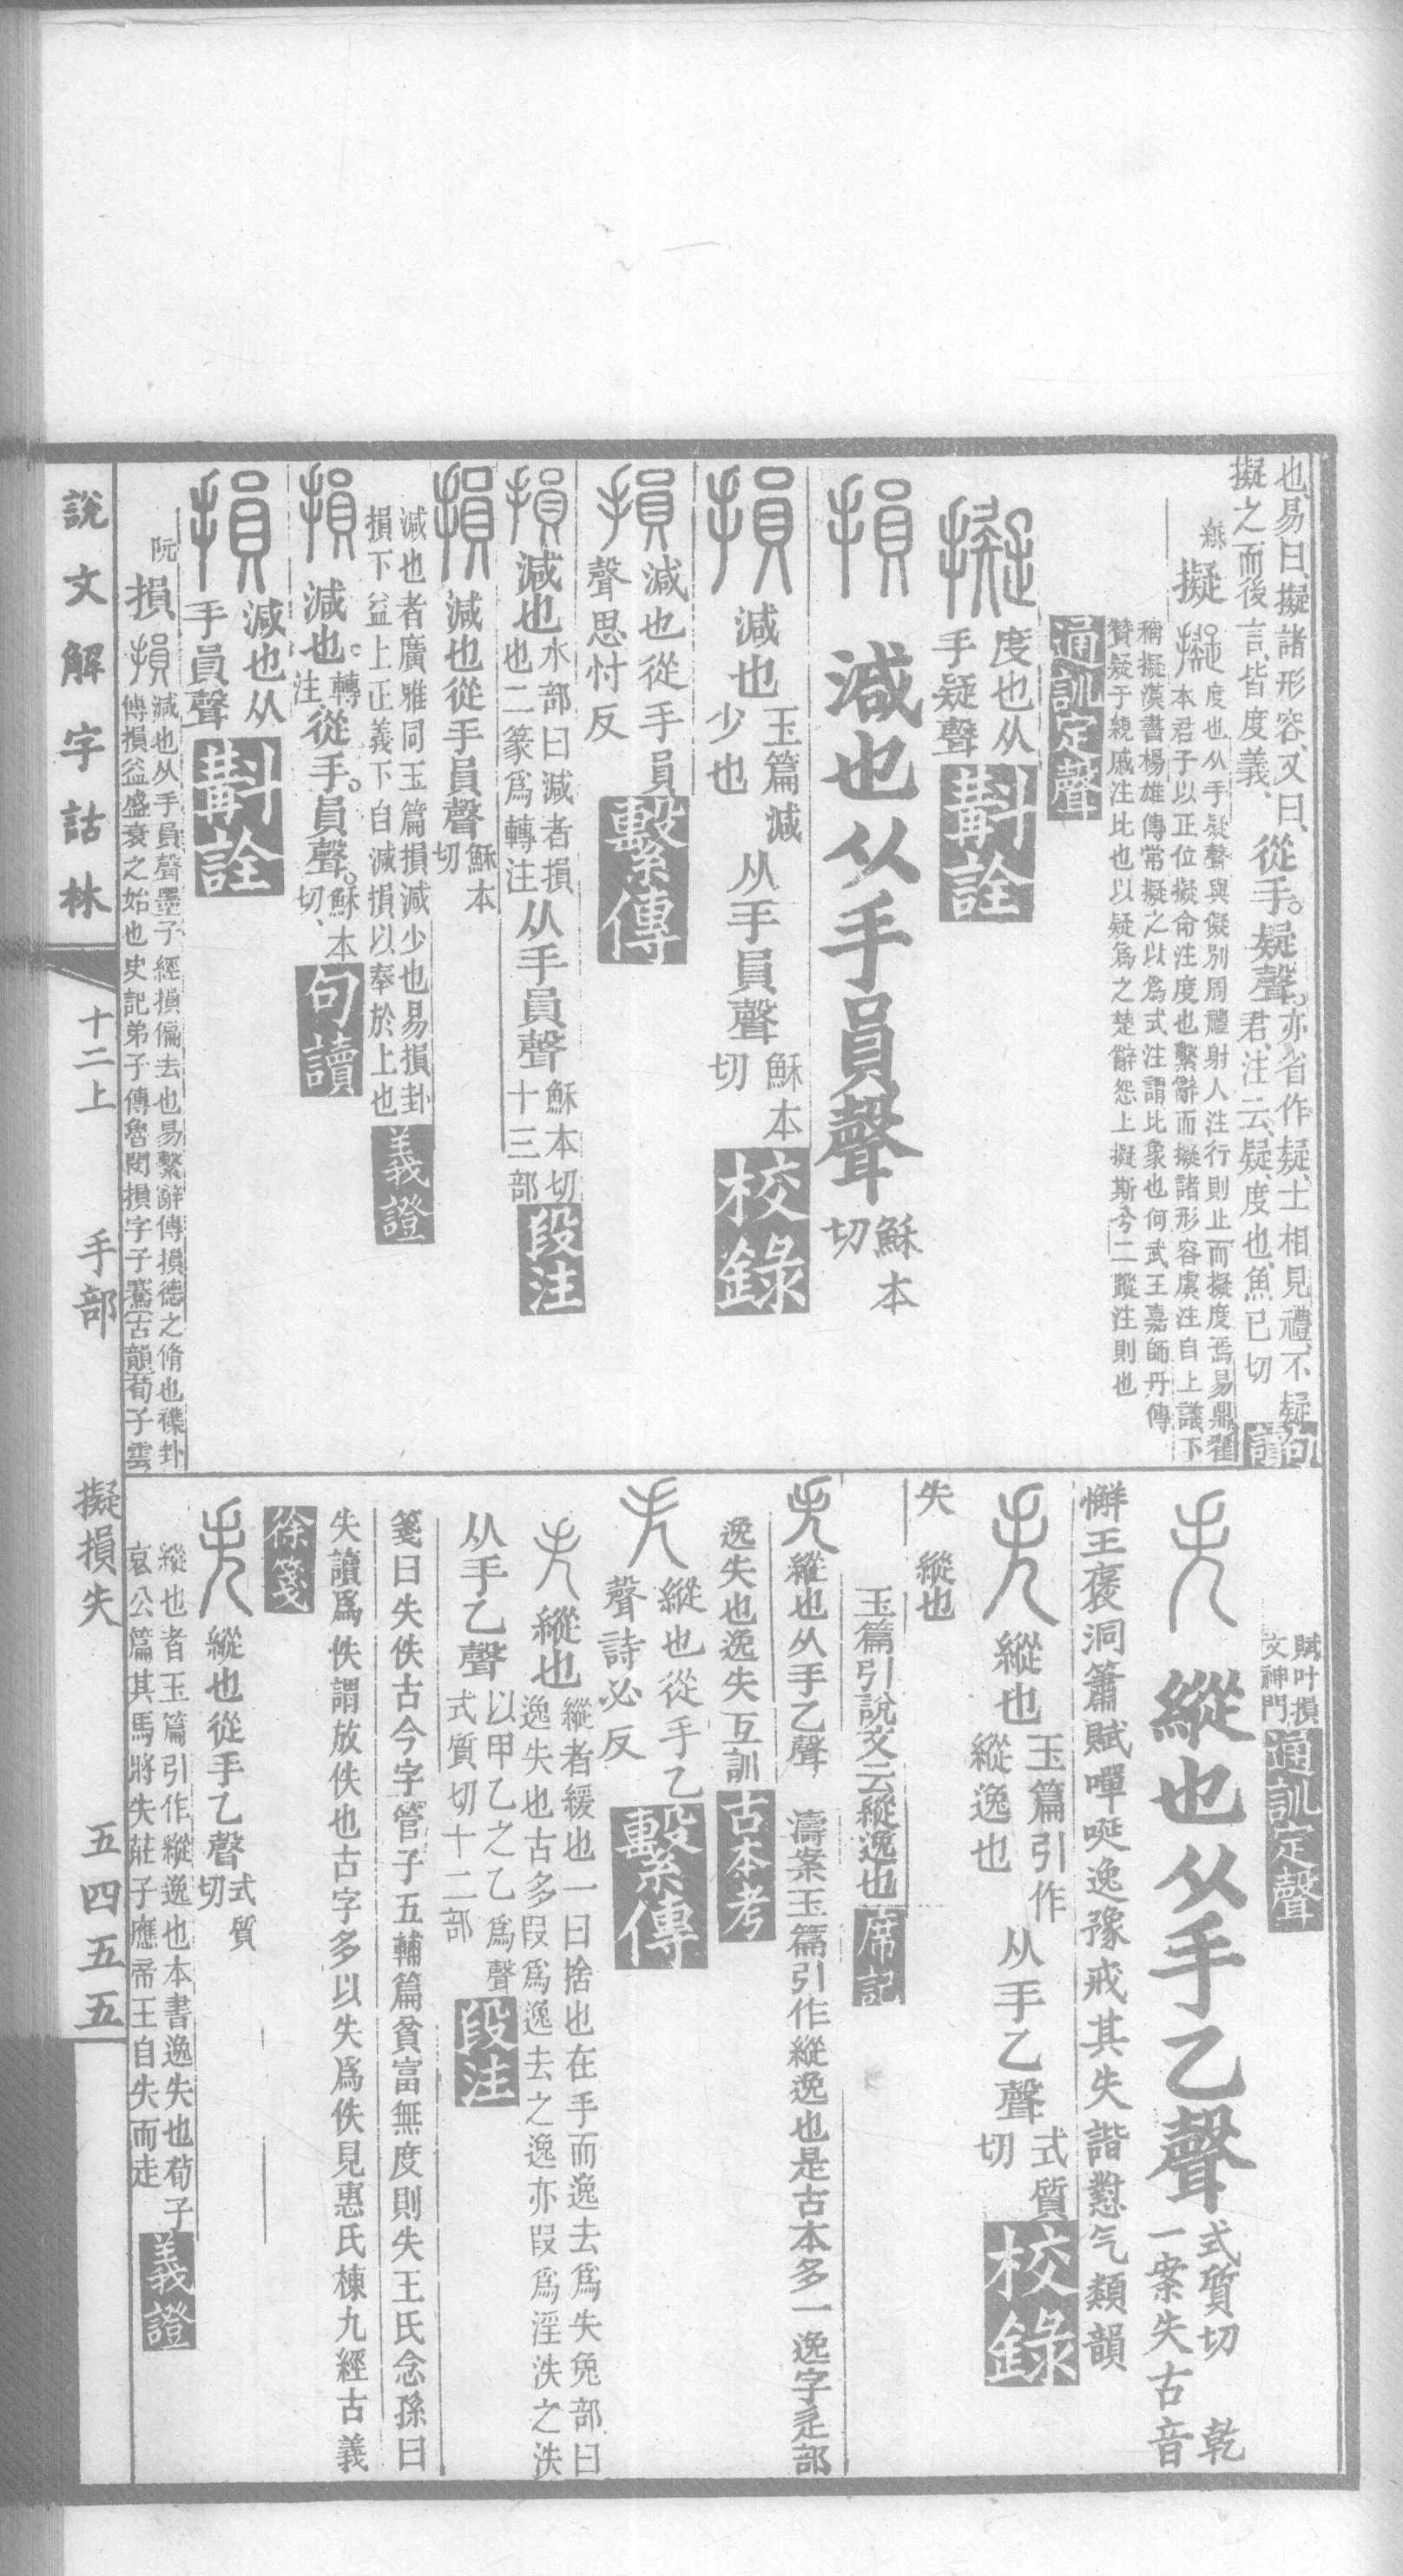 也易曰擬諸形容、又曰、
擬之而後言、皆度義、
從手。疑聲。
亦省作疑、士相見禮、不疑
君、注云、疑、度也、魚已切
句讀
擬
度也从手疑聲與儗別周禮射人注行則止而擬度焉易鼎翟
本君子以正位擬命注度也繫辭而擬諸形容虞注自上議下
稱擬漢書楊雄傳常擬之以爲式注謂比象也何武王嘉師丹傳
贊疑于親戚注比也以疑爲之楚辭怨上擬斯兮二蹤注則也
通訓定聲
度也从
手疑聲
斠詮
減也从手員聲
穌本
切
減也
玉篇減
少也
从手員聲
穌本
切
校錄
減也從手員
聲思忖反
繫傳
減也
水部曰減者損
也二篆爲轉注
从手員聲
穌本切
十三部
段注
減也從手員聲
穌本
切
減也者廣雅同玉篇損減少也易損卦
損下益上正義下自減損以奉於上也
義證
減也。
轉
注
從手。員聲。
穌本
切、
句讀
減也从
手員聲
斠詮
阮
損
減也从手員聲墨子經損偏去也易繫辭傳損德之脩也襍卦
傳損益盛衰之始也史記弟子傳魯閔損字子騫古韻荀子雲
賦叶損
文神門
通訓定聲
縱也从手乙聲
式質切 乾
一案失古音
懈王褒洞簫賦嘽唌逸豫戒其失諧懟气類韻
縱也
玉篇引作
縱逸也
从手乙聲
式質
切
校錄
失
縱也
玉篇引說文云縱逸也
席記
縱也从手乙聲
濤案玉篇引作縱逸也是古本多一逸字辵部
逸失也逸失互訓
古本考
縱也從手乙
聲詩必反
繫傳
縱也
縱者緩也一曰捨也在手而逸去爲失兔部曰
逸失也古多叚爲逸去之逸亦叚爲淫泆之泆
从手乙聲
以甲乙之乙爲聲
式質切十二部
段注
箋曰失佚古今字管子五輔篇貧富無度則失王氏念孫曰
失讀爲佚謂放佚也古字多以失爲佚見惠氏棟九經古義
徐箋
縱也從手乙聲
式質
切
縱也者玉篇引作縱逸也本書逸失也荀子
哀公篇其馬將失莊子應帝王自失而走
義證
說文解字詁林
十二上
手部
擬損失
五四五五